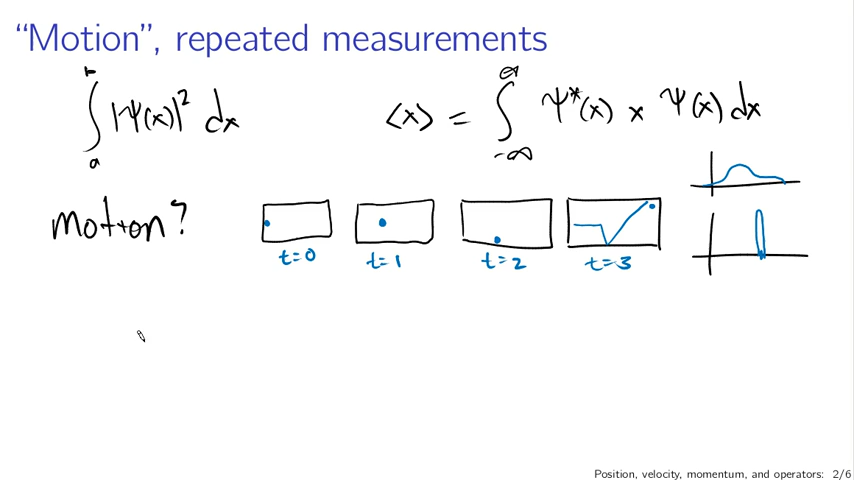 “Motion”, repeated measurements
∫ₐᵇ |Ψ(x)|² dx
⟨x⟩ = ∫₋∞^∞ Ψ*(x) x Ψ(x) dx
motion?
t=0 t=1 t=2 t=3
Position, velocity, momentum, and operators: 2/6